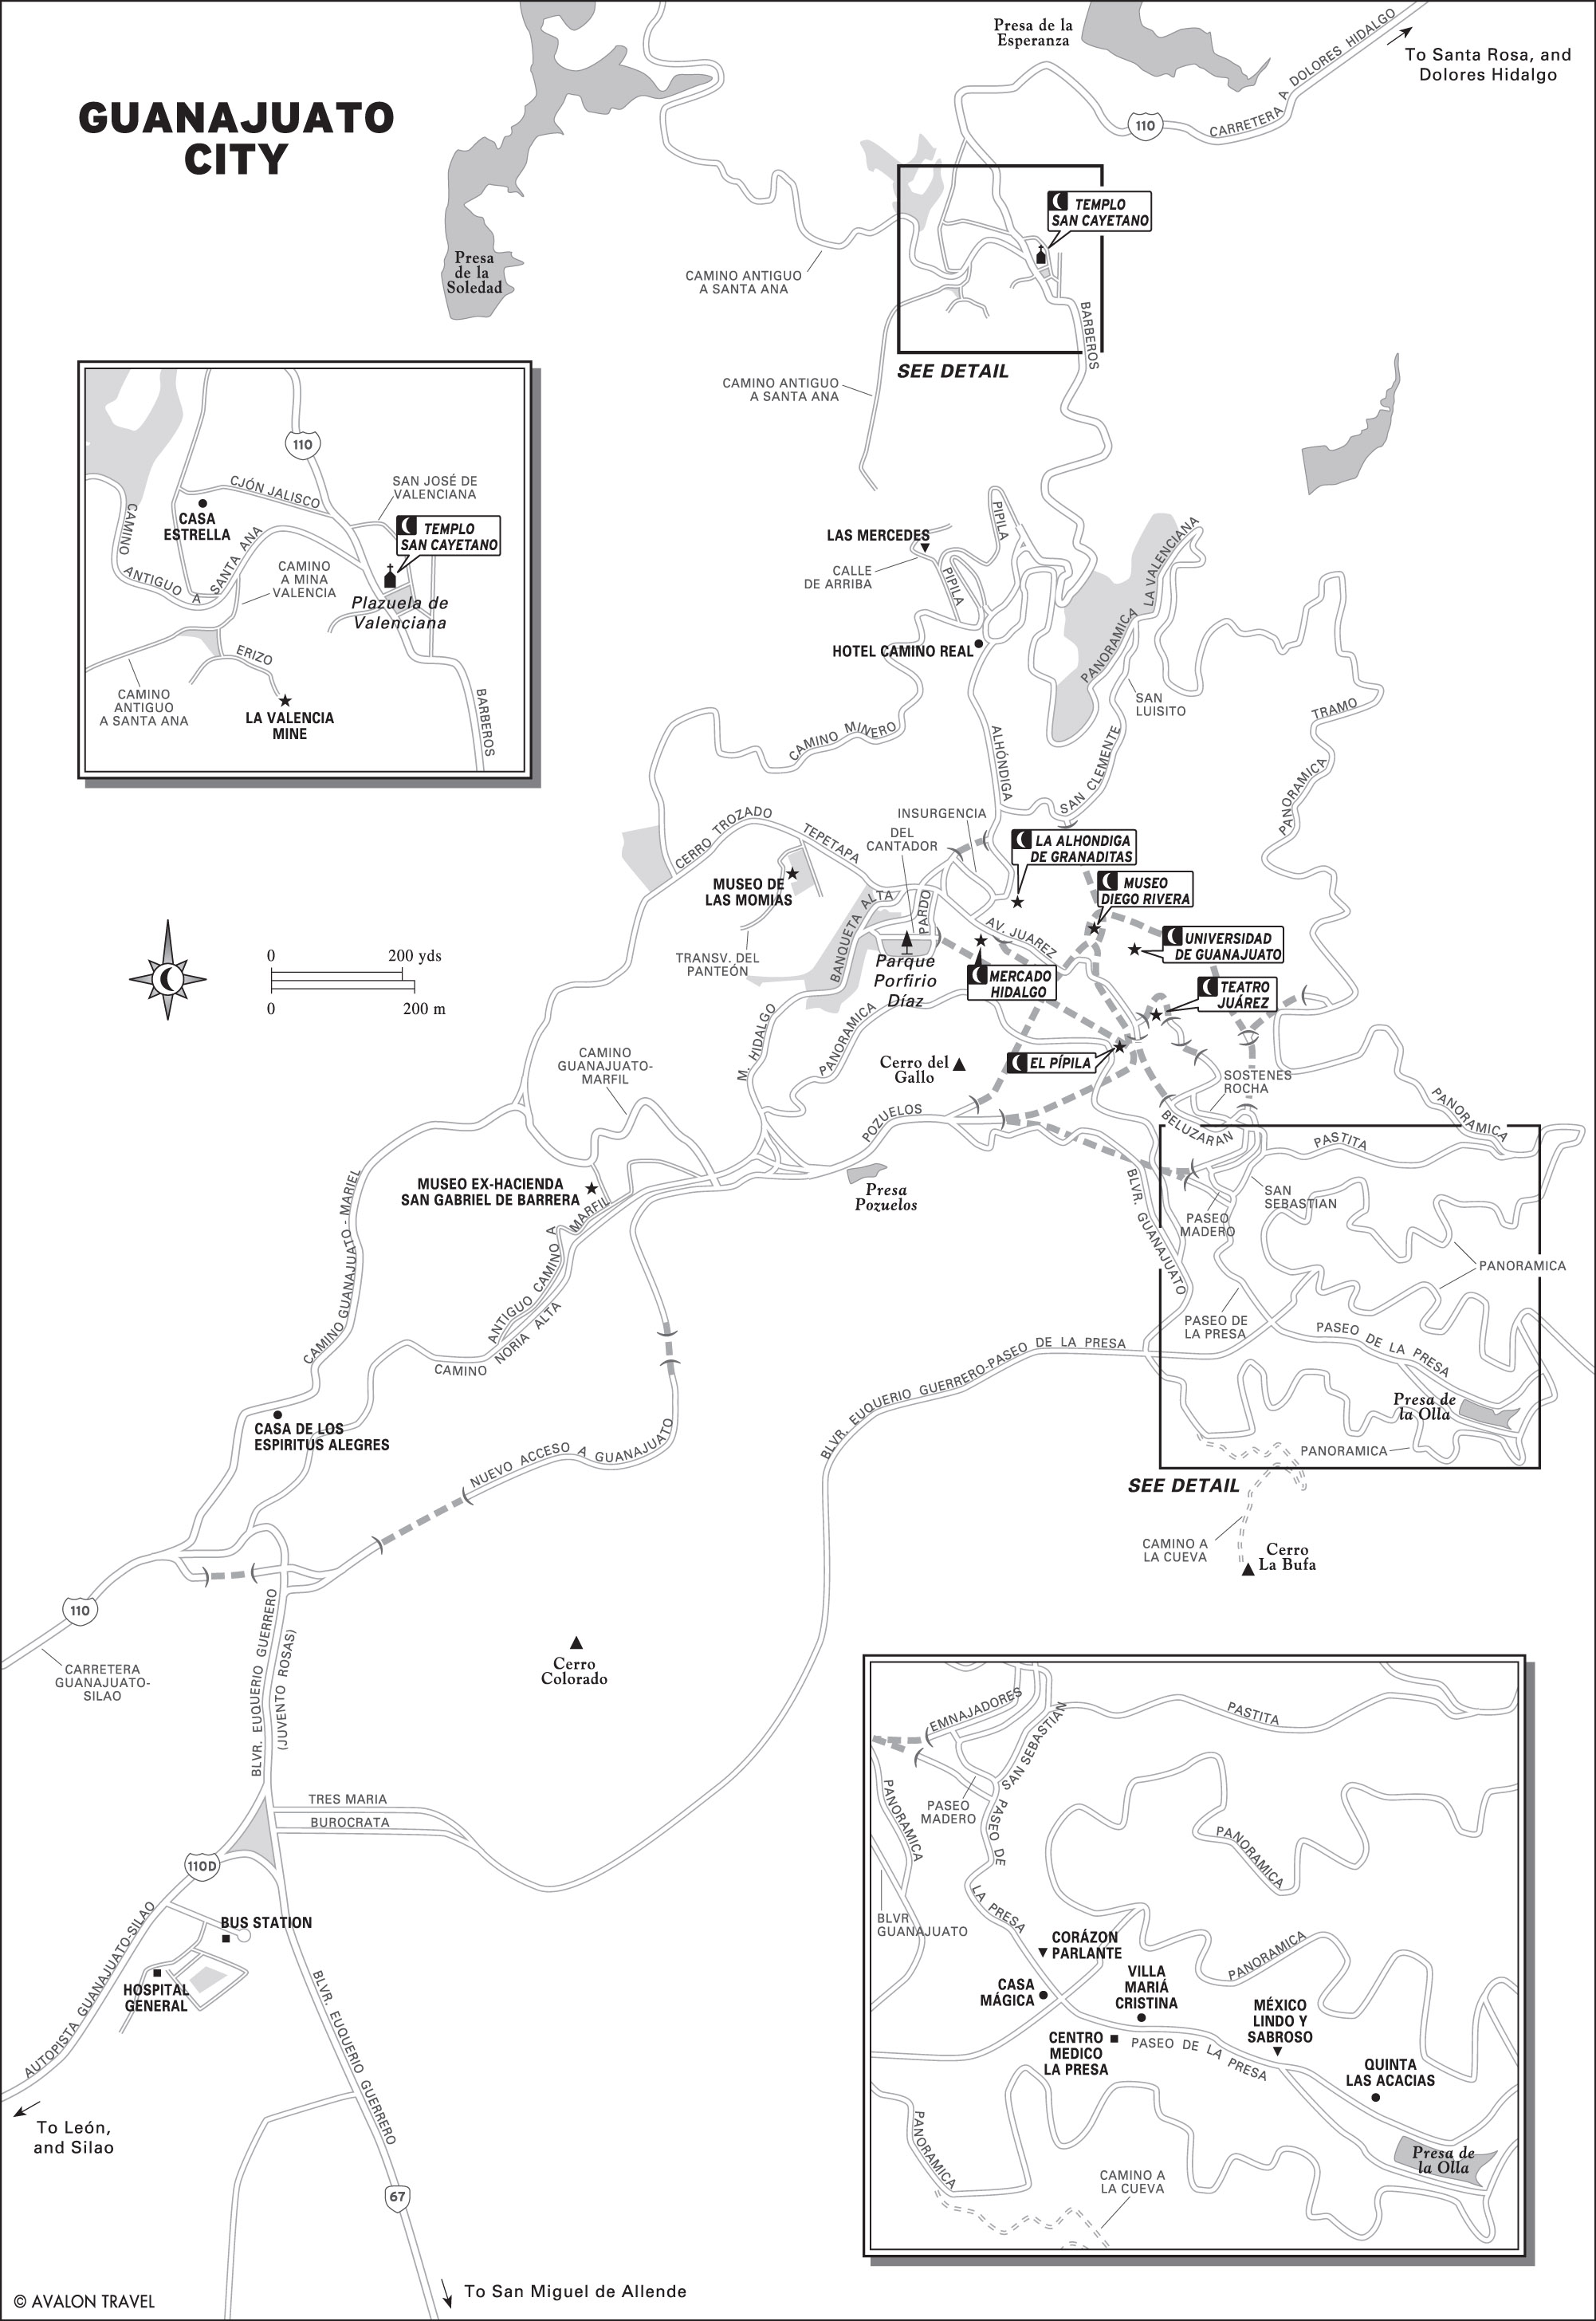 GUANAJUATO
CITY
Presa de la
Esperanza
CARRETERA A DOLORES HIDALGO
110
To Santa Rosa, and
Dolores Hidalgo
Presa
de la
Soledad
CAMINO ANTIGUO
A SANTA ANA
TEMPLO
SAN CAYETANO
BARBEROS
SEE DETAIL
CAMINO ANTIGUO
A SANTA ANA
110
CJÓN JALISCO
SAN JOSÉ DE
VALENCIANA
CASA
ESTRELLA
TEMPLO
SAN CAYETANO
CAMINO
ANTIGUO A SANTA ANA
CAMINO
A MINA
VALENCIA
Plazuela de
Valenciana
ERIZO
CAMINO
ANTIGUO
A SANTA ANA
LA VALENCIA
MINE
BARBEROS
LAS MERCEDES
CALLE
DE ARRIBA
PIPILA
PIPILA
HOTEL CAMINO REAL
PANORAMICA LA VALENCIANA
SAN
LUISITO
TRAMO
PANORAMICA
CAMINO MINERO
ALHÓNDIGA
SAN CLEMENTE
INSURGENCIA
DEL
CANTADOR
CERRO TROZADO
TEPETAPA
LA ALHONDIGA
DE GRANADITAS
MUSEO DE
LAS MOMIAS
MUSEO
DIEGO RIVERA
BANQUETA ALTA
PARDO
AV. JUAREZ
UNIVERSIDAD
DE GUANAJUATO
TRANSV. DEL
PANTEÓN
Parque
Porfirio
Díaz
MERCADO
HIDALGO
TEATRO
JUÁREZ
0
200 yds
0
200 m
M. HIDALGO
PANORAMICA
EL PÍPILA
Cerro del
Gallo
CAMINO
GUANAJUATO-
MARFIL
SOSTENES
ROCHA
POZUELOS
BELUZARAN
PANORAMICA
PASTITA
MUSEO EX-HACIENDA
SAN GABRIEL DE BARRERA
Presa
Pozuelos
BLVR. GUANAJUATO
SAN
SEBASTIAN
PASEO
MADERO
PANORAMICA
CAMINO GUANAJUATO - MARIEL
ANTIGUO CAMINO A MARFIL
CAMINO NORIA ALTA
PASEO DE
LA PRESA
PASEO DE LA PRESA
BLVR. EUQUERIO GUERRERO-PASEO DE LA PRESA
Presa de
la Olla
PANORAMICA
SEE DETAIL
CASA DE LOS
ESPIRITUS ALEGRES
NUEVO ACCESO A GUANAJUATO
CAMINO A
LA CUEVA
Cerro
La Bufa
110
CARRETERA
GUANAJUATO-
SILAO
BLVR. EUQUERIO GUERRERO
(JUVENTO ROSAS)
Cerro
Colorado
TRES MARIA
BUROCRATA
110D
AUTOPISTA GUANAJUATO-SILAO
BUS STATION
HOSPITAL
GENERAL
BLVR. EUQUERIO GUERRERO
To León,
and Silao
67
To San Miguel de Allende
EMNAJADORES
SAN SEBASTIAN
PASTITA
PANORAMICA
PASEO
MADERO
PASEO DE
LA PRESA
PANORAMICA
BLVR
GUANAJUATO
CORÁZON
PARLANTE
PANORAMICA
CASA
MÁGICA
VILLA
MARIÁ
CRISTINA
MÉXICO
LINDO Y
SABROSO
CENTRO
MEDICO
LA PRESA
PASEO DE LA PRESA
QUINTA
LAS ACACIAS
PANORAMICA
Presa de
la Olla
CAMINO A
LA CUEVA
© AVALON TRAVEL